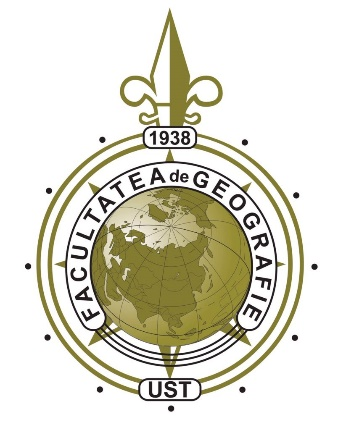 1938
FACULTATEA de GEOGRAFIE
UST